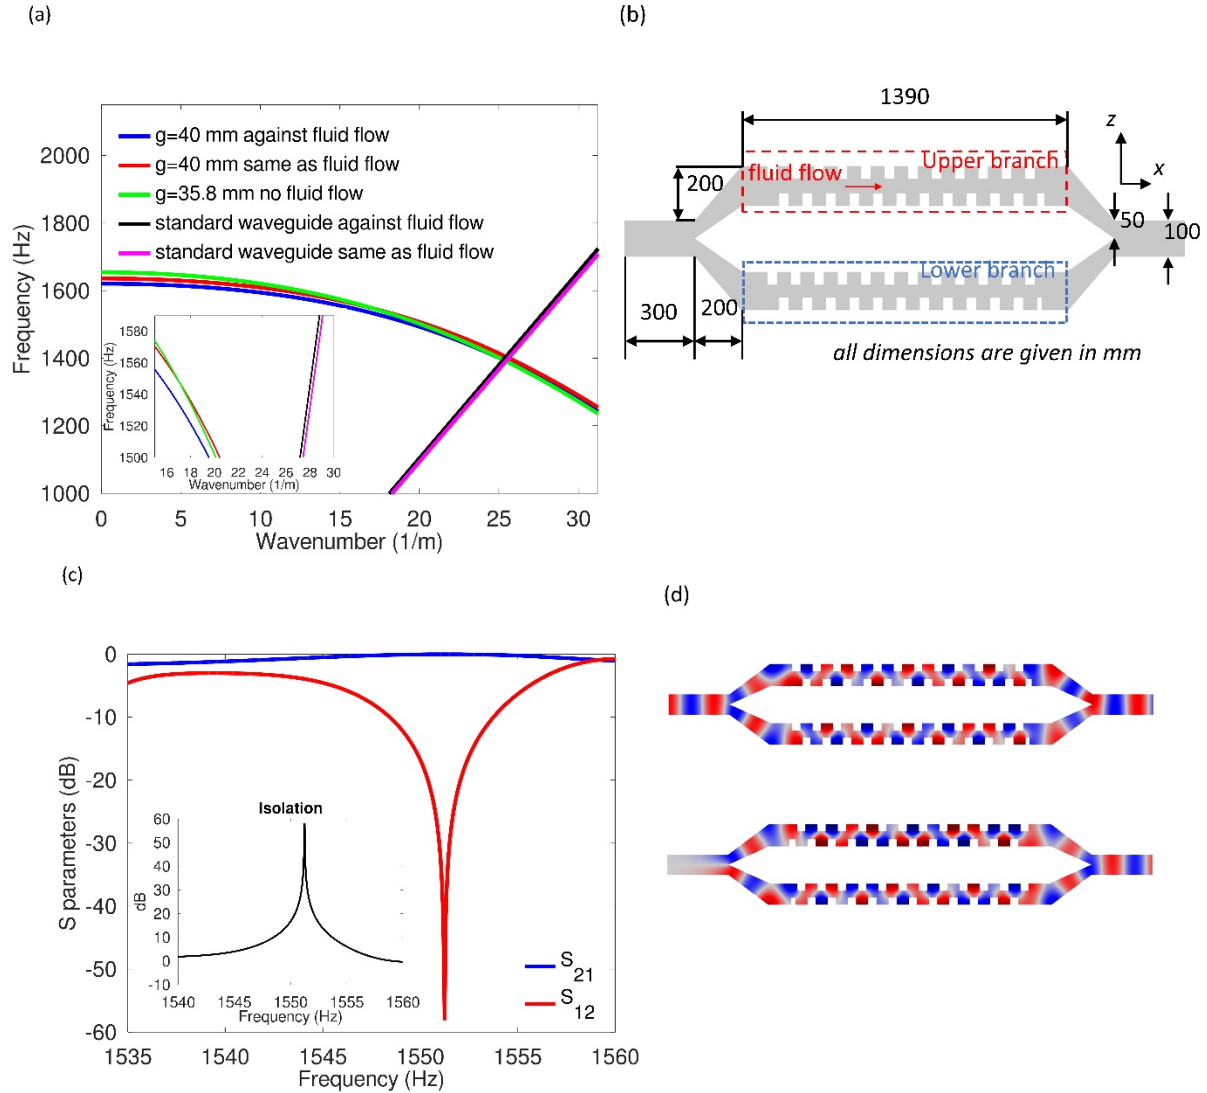 (a)
2000
1800
1600
1400
1200
1000
Frequency (Hz)
g=40 mm against fluid flow
g=40 mm same as fluid flow
g=35.8 mm no fluid flow
standard waveguide against fluid flow
standard waveguide same as fluid flow
1580
1560
1540
1520
1500
Frequency (Hz)
16 18 20 22 24 26 28 30
Wavenumber (1/m)
0 5 10 15 20 25 30
Wavenumber (1/m)
(b)
1390
z
x
200
fluid flow
Upper branch
50
100
Lower branch
300
200
all dimensions are given in mm
(c)
0
-10
-20
-30
-40
-50
-60
S parameters (dB)
Isolation
60
50
40
30
20
10
0
-10
dB
1540 1545 1550 1555 1560
Frequency (Hz)
S21
S12
1535 1540 1545 1550 1555 1560
Frequency (Hz)
(d)